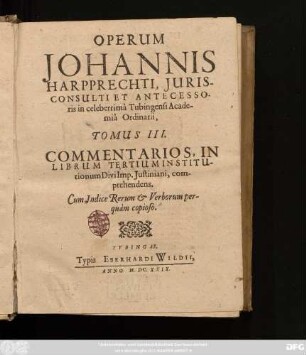 OPERUM
JOHANNIS
HARPPRECHTI, JURIS-
CONSULTI ET ANTECESSO-
ris in celeberrimâ Tubingensi Acade-
miâ Ordinarii,
TOMUS III.
COMMENTARIOS, IN
LIBRUM TERTIUM INSTITU-
tionum Divi Imp. Justiniani, com-
prehendens.
Cum Indice Rerum & Verborum per-
quàm copioso.
TUBINGAE,
Typis EBERHARDI WILDII,
ANNO M. DC. XXIX.